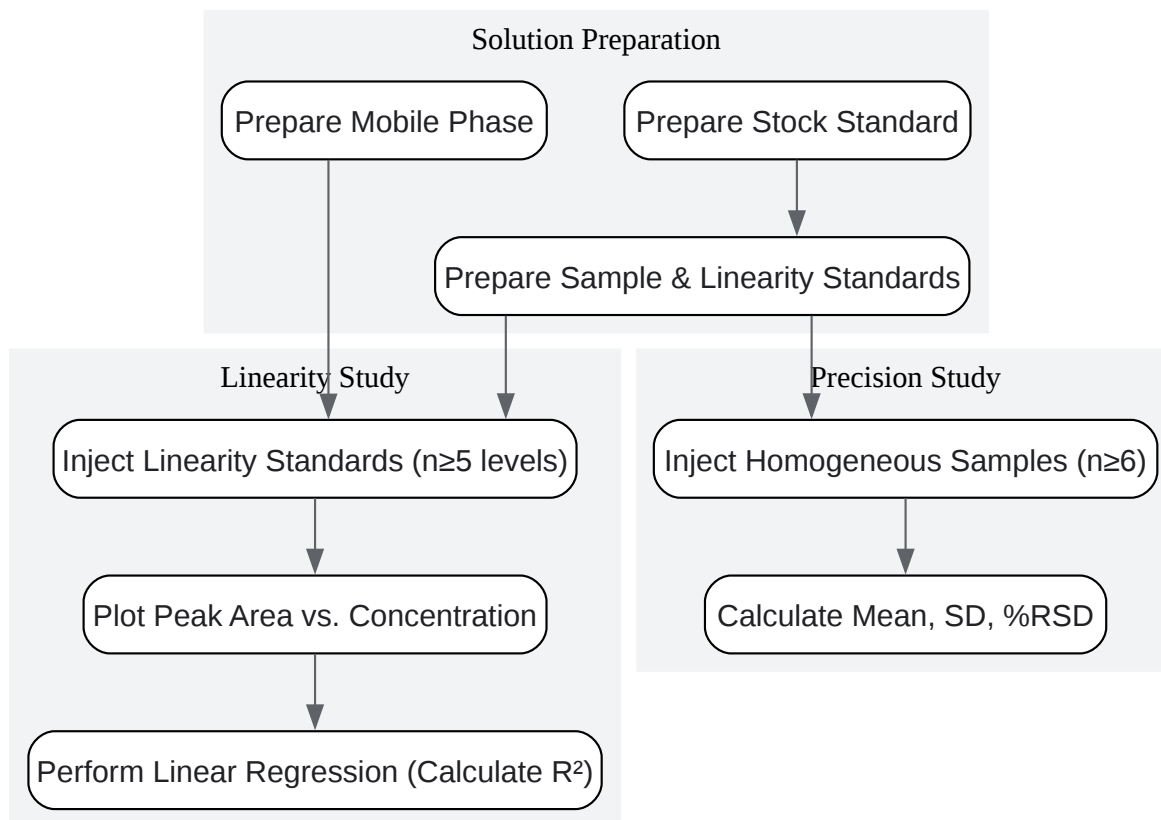 Solution Preparation
Prepare Mobile Phase
Prepare Stock Standard
Prepare Sample & Linearity Standards
Linearity Study
Precision Study
Inject Linearity Standards (n≥5 levels)
Inject Homogeneous Samples (n≥6)
Plot Peak Area vs. Concentration
Calculate Mean, SD, %RSD
Perform Linear Regression (Calculate R²)